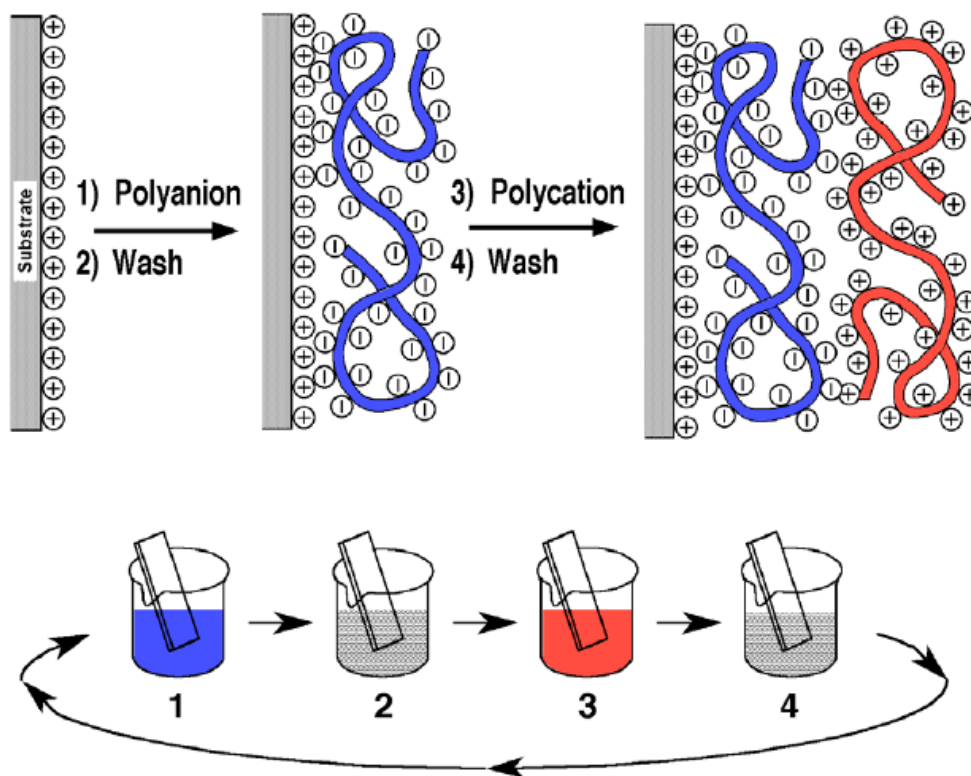 Substrate
1) Polyanion
2) Wash
3) Polycation
4) Wash
1
2
3
4